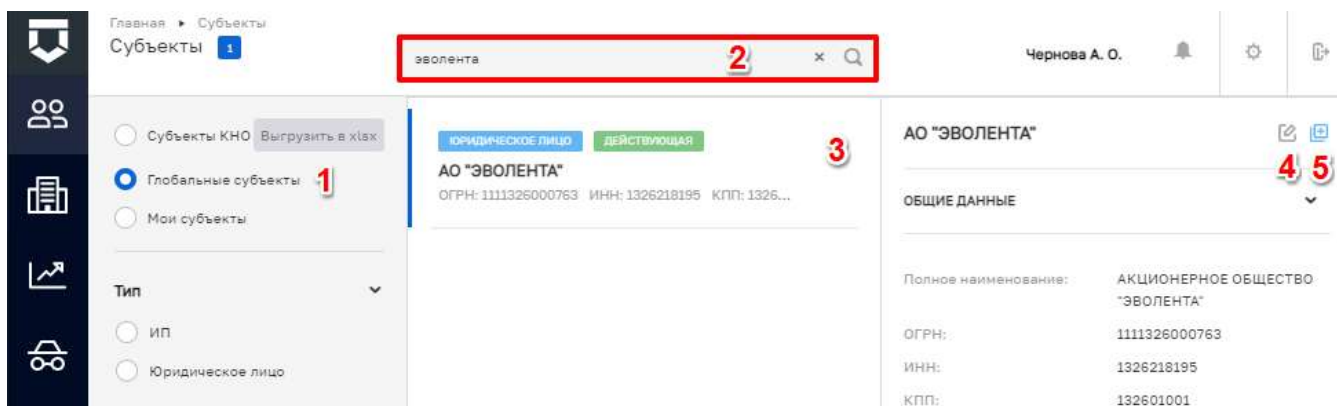 Главная ▸ Субъекты
Субъекты 1
эволента 2 ×
Чернова А. О.
Субъекты КНО Выгрузить в xlsx
Глобальные субъекты 1
Мои субъекты
Тип
ИП
Юридическое лицо
ЮРИДИЧЕСКОЕ ЛИЦО ДЕЙСТВУЮЩАЯ
3
АО "ЭВОЛЕНТА"
ОГРН: 1111326000763 ИНН: 1326218195 КПП: 1326...
АО "ЭВОЛЕНТА"
4 5
ОБЩИЕ ДАННЫЕ
Полное наименование: АКЦИОНЕРНОЕ ОБЩЕСТВО
"ЭВОЛЕНТА"
ОГРН: 1111326000763
ИНН: 1326218195
КПП: 132601001